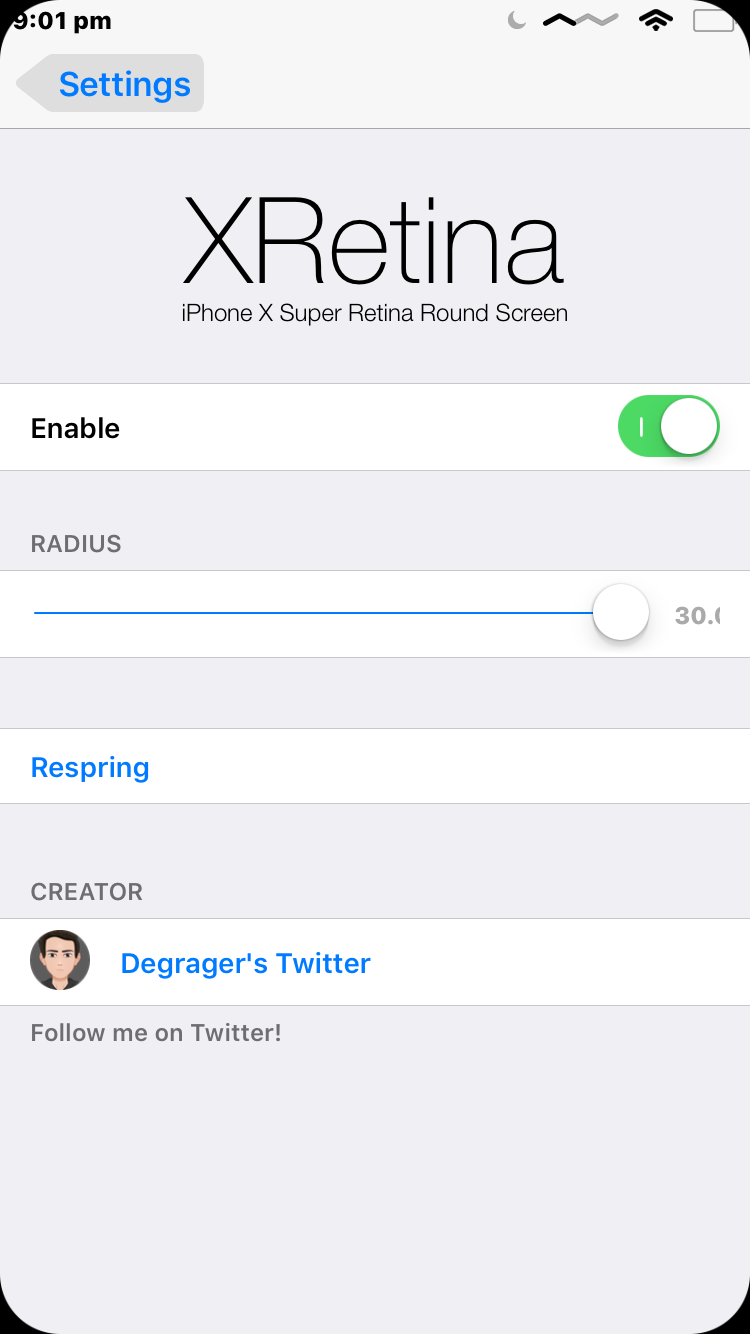 9:01 pm
Settings
XRetina
iPhone X Super Retina Round Screen
Enable
RADIUS
30.
Respring
CREATOR
Degrager's Twitter
Follow me on Twitter!